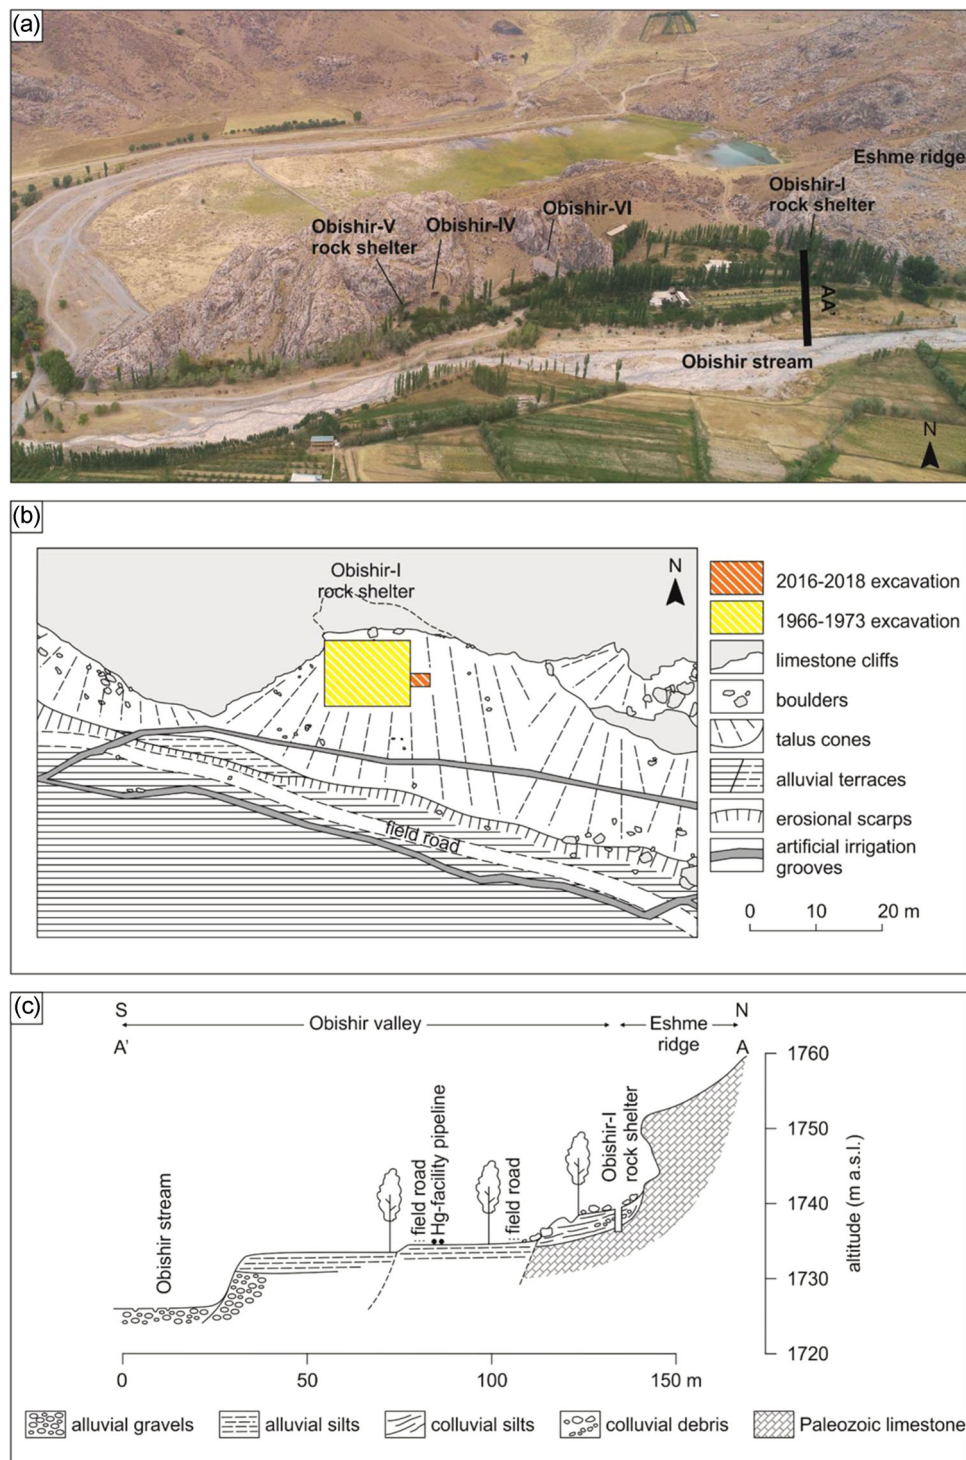 (a)
Eshme ridge
Obishir-I
rock shelter
Obishir-VI
Obishir-V
rock shelter
Obishir-IV
AA'
Obishir stream
N
(b)
Obishir-I
rock shelter
N
field road
2016-2018 excavation
1966-1973 excavation
limestone cliffs
boulders
talus cones
alluvial terraces
erosional scarps
artificial irrigation
grooves
0 10 20 m
(c)
S
N
Obishir valley
Eshme
ridge
A'
A
Obishir stream
field road
Hg-facility pipeline
field road
Obishir-I
rock shelter
1760
1750
1740
1730
1720
altitude (m a.s.l.)
0 50 100 150 m
alluvial gravels
alluvial silts
colluvial silts
colluvial debris
Paleozoic limestone